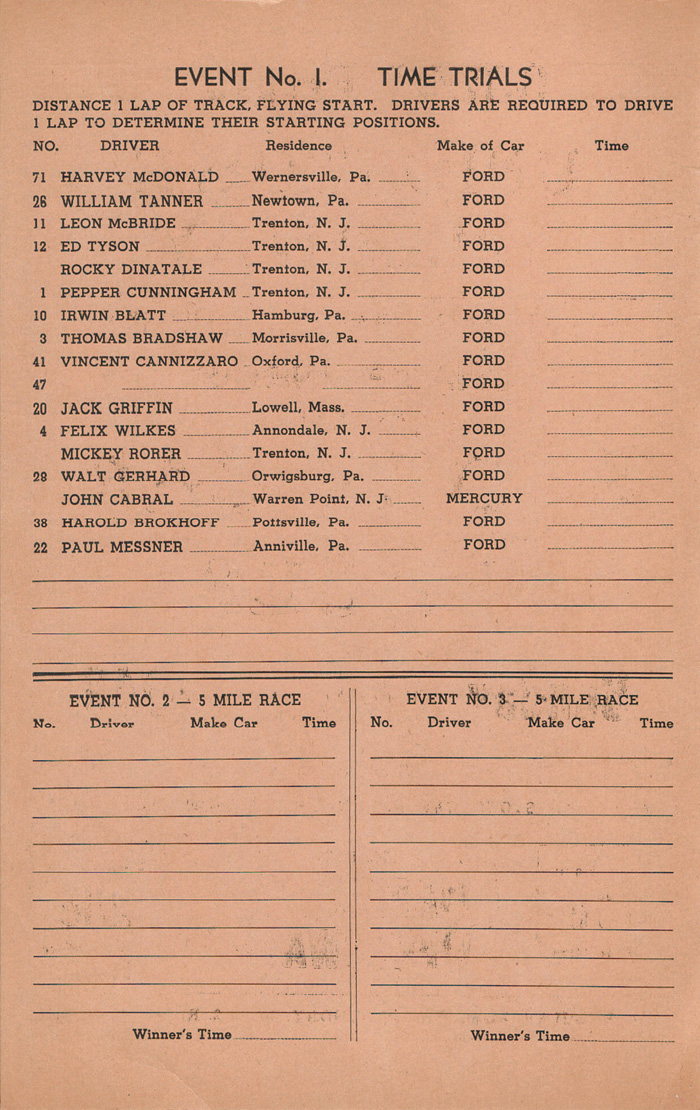 EVENT No. 1. TIME TRIALS
DISTANCE 1 LAP OF TRACK, FLYING START. DRIVERS ARE REQUIRED TO DRIVE
1 LAP TO DETERMINE THEIR STARTING POSITIONS.
NO. DRIVER Residence Make of Car Time
71 HARVEY McDONALD Wernersville, Pa. FORD
26 WILLIAM TANNER Newtown, Pa. FORD
11 LEON McBRIDE Trenton, N. J. FORD
12 ED TYSON Trenton, N. J. FORD
ROCKY DINATALE Trenton, N. J. FORD
1 PEPPER CUNNINGHAM Trenton, N. J. FORD
10 IRWIN BLATT Hamburg, Pa. FORD
3 THOMAS BRADSHAW Morrisville, Pa. FORD
41 VINCENT CANNIZZARO Oxford, Pa. FORD
47 FORD
20 JACK GRIFFIN Lowell, Mass. FORD
4 FELIX WILKES Annondale, N. J. FORD
MICKEY RORER Trenton, N. J. FORD
28 WALT GERHARD Orwigsburg, Pa. FORD
JOHN CABRAL Warren Point, N. J. MERCURY
38 HAROLD BROKHOFF Pottsville, Pa. FORD
22 PAUL MESSNER Anniville, Pa. FORD
EVENT NO. 2 — 5 MILE RACE
No. Driver Make Car Time
Winner's Time
EVENT NO. 3 — 5 MILE RACE
No. Driver Make Car Time
Winner's Time